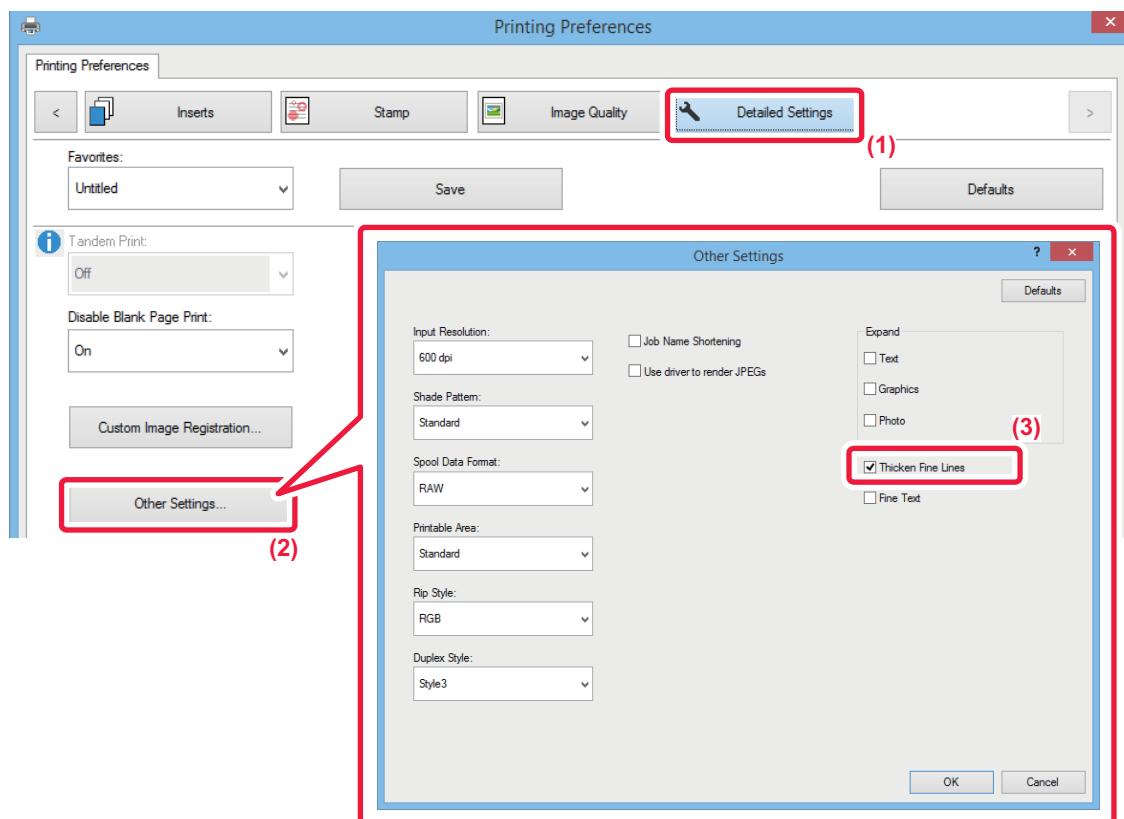 Printing Preferences
Printing Preferences
< Inserts Stamp Image Quality Detailed Settings >
(1)
Favorites:
Untitled Save Defaults
Tandem Print:
Off
Disable Blank Page Print:
On
Custom Image Registration...
Other Settings...
(2)
Other Settings ?
Defaults
Input Resolution:
600 dpi
Shade Pattern:
Standard
Spool Data Format:
RAW
Printable Area:
Standard
Rip Style:
RGB
Duplex Style:
Style3
Job Name Shortening
Use driver to render JPEGs
Expand
Text
Graphics
Photo
(3)
Thicken Fine Lines
Fine Text
OK Cancel